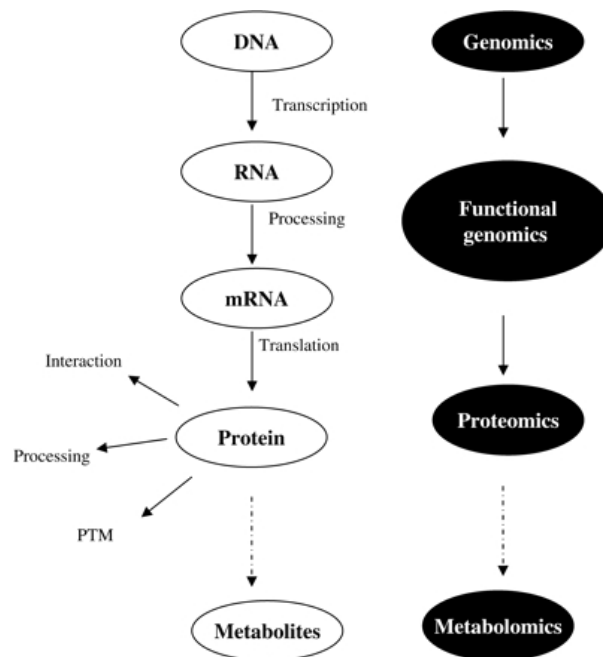 DNA
Genomics
Transcription
RNA
Functional
genomics
Processing
mRNA
Translation
Interaction
Protein
Proteomics
Processing
PTM
Metabolites
Metabolomics